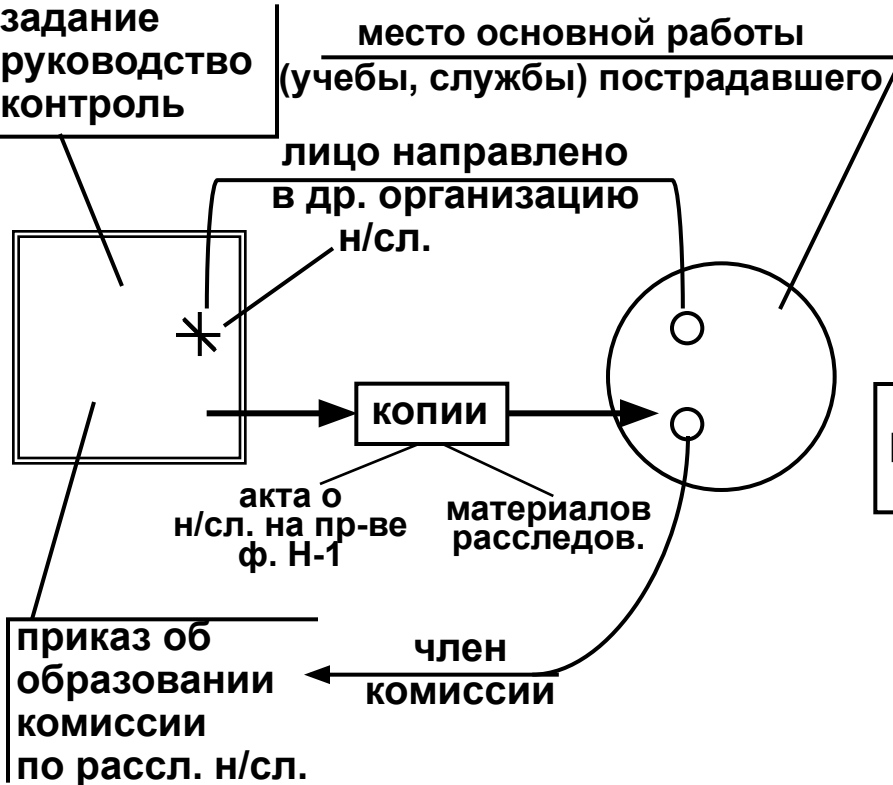 задание
руководство
контроль
место основной работы
(учебы, службы) пострадавшего
лицо направлено
в др. организацию
н/сл.
копии
акта о
н/сл. на пр-ве
ф. Н-1
материалов
расследов.
приказ об
образовании
комиссии
по рассл. н/сл.
член
комиссии